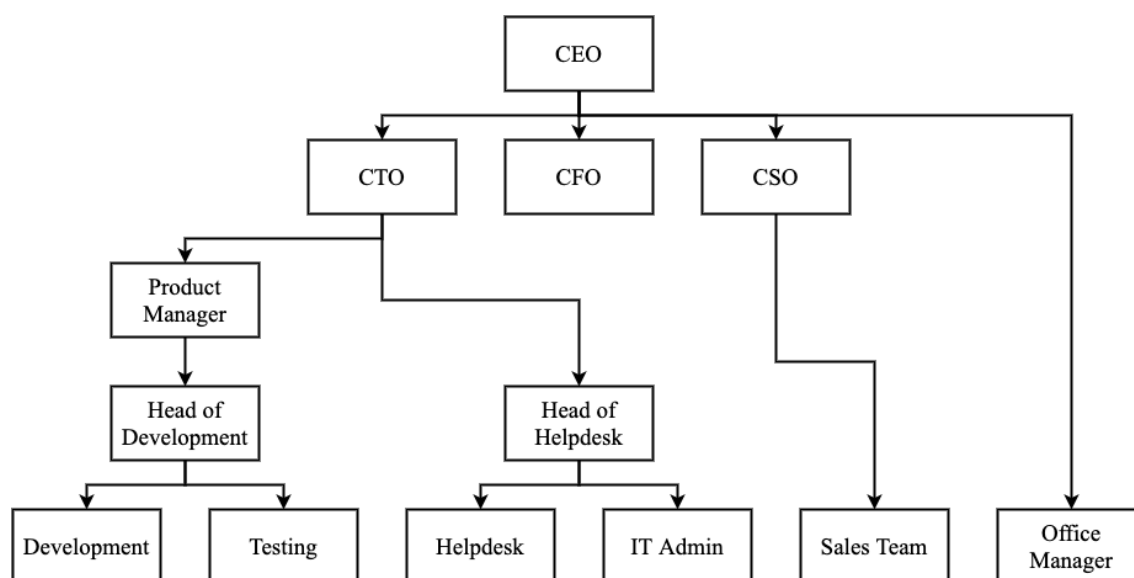 CEO
CTO
CFO
CSO
Product
Manager
Head of
Development
Head of
Helpdesk
Development
Testing
Helpdesk
IT Admin
Sales Team
Office
Manager